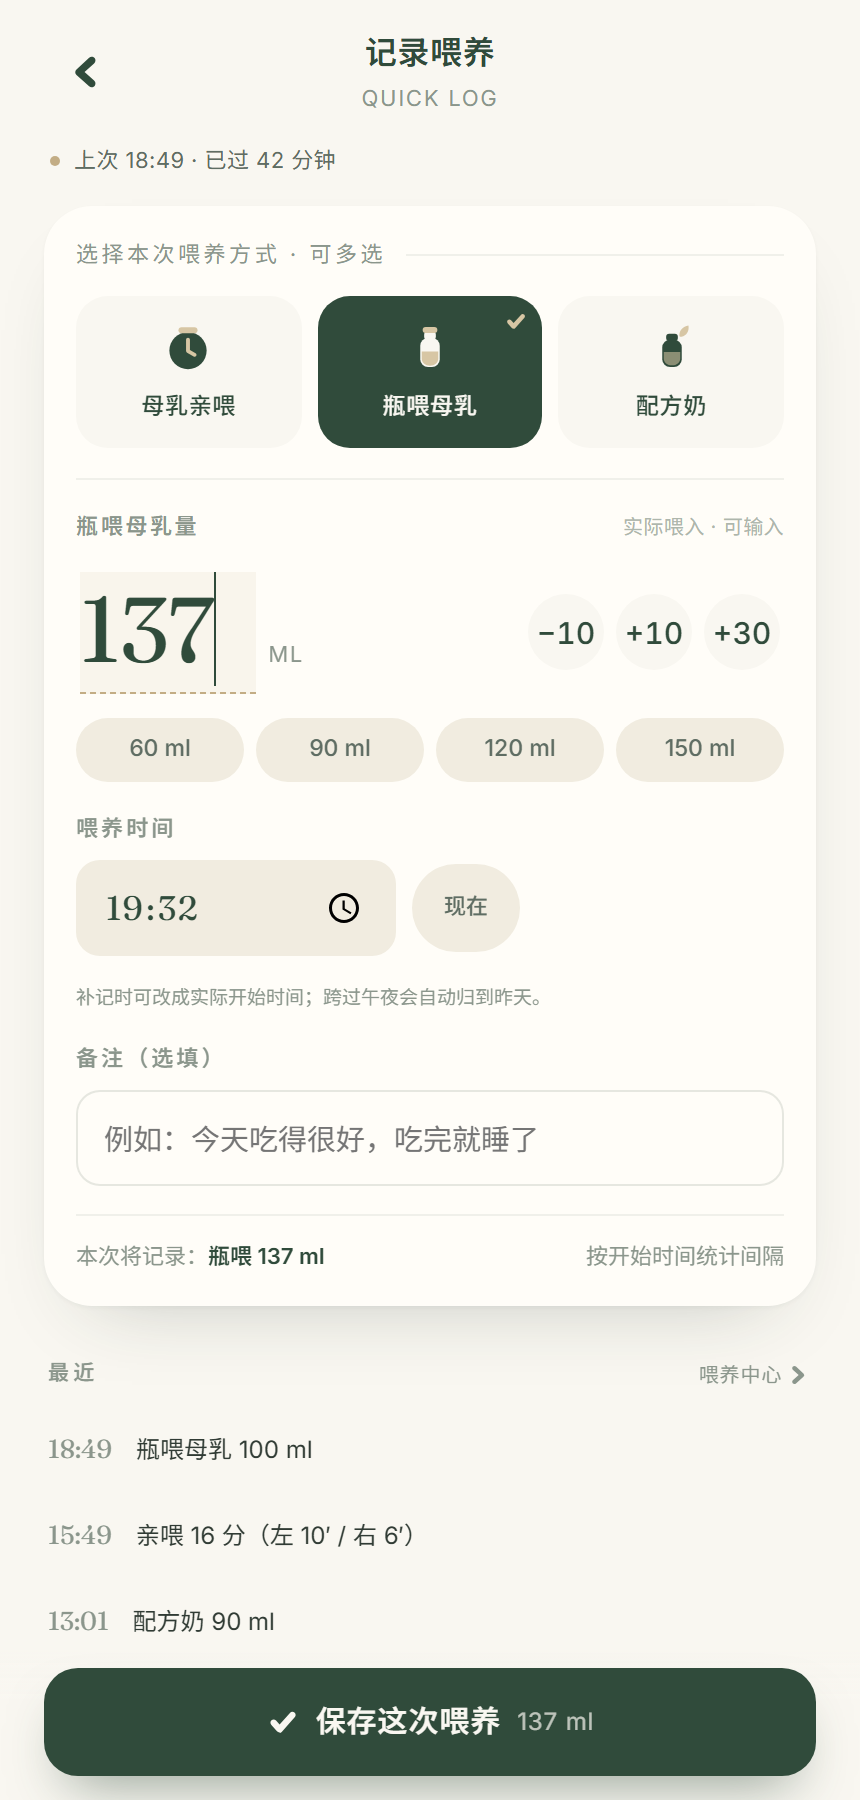 记录喂养
QUICK LOG
上次 18:49 · 已过 42 分钟
选择本次喂养方式 · 可多选
母乳亲喂
瓶喂母乳
配方奶
瓶喂母乳量
实际喂入 · 可输入
137 ML
−10 +10 +30
60 ml
90 ml
120 ml
150 ml
喂养时间
19:32
现在
补记时可改成实际开始时间；跨过午夜会自动归到昨天。
备注（选填）
例如：今天吃得很好，吃完就睡了
本次将记录：瓶喂 137 ml
按开始时间统计间隔
最近
喂养中心
18:49 瓶喂母乳 100 ml
15:49 亲喂 16 分（左 10′ / 右 6′）
13:01 配方奶 90 ml
保存这次喂养 137 ml